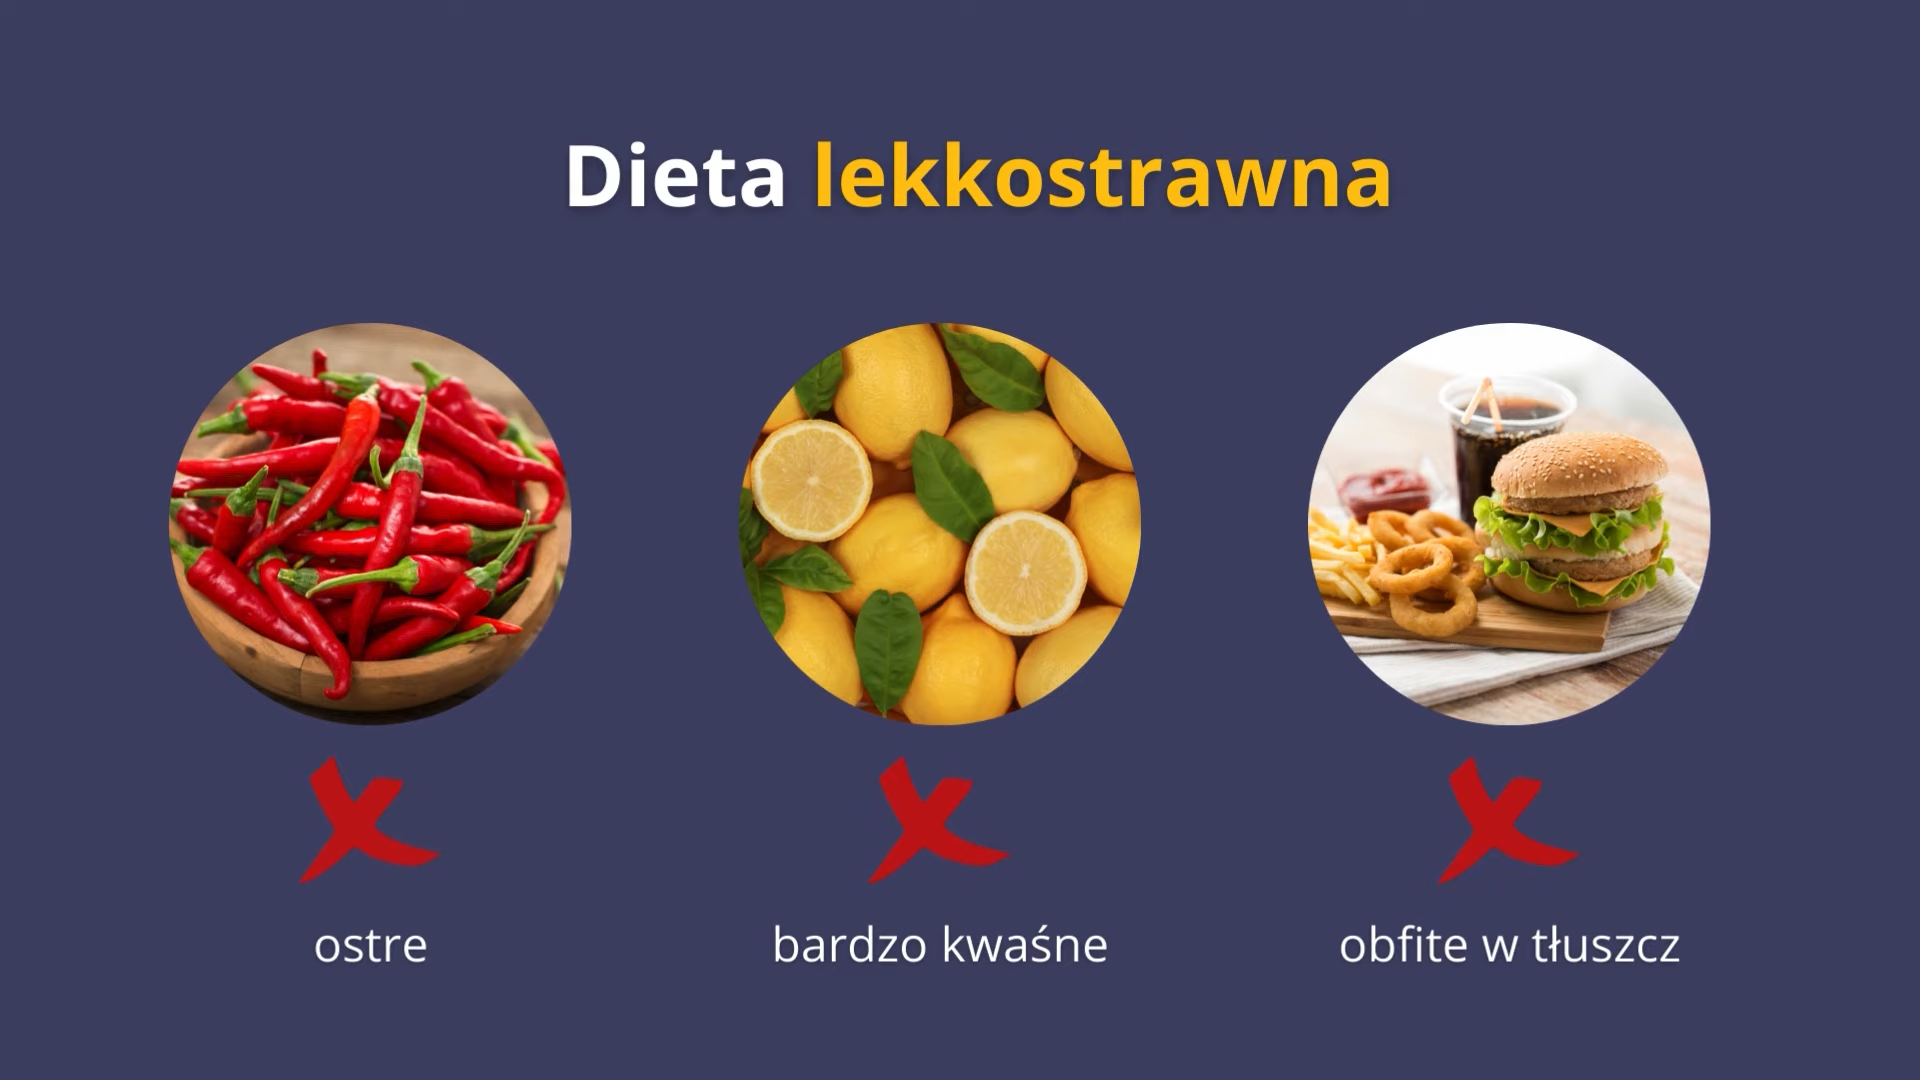 Dieta lekkostrawna
ostre
bardzo kwaśne
obfite w tłuszcz